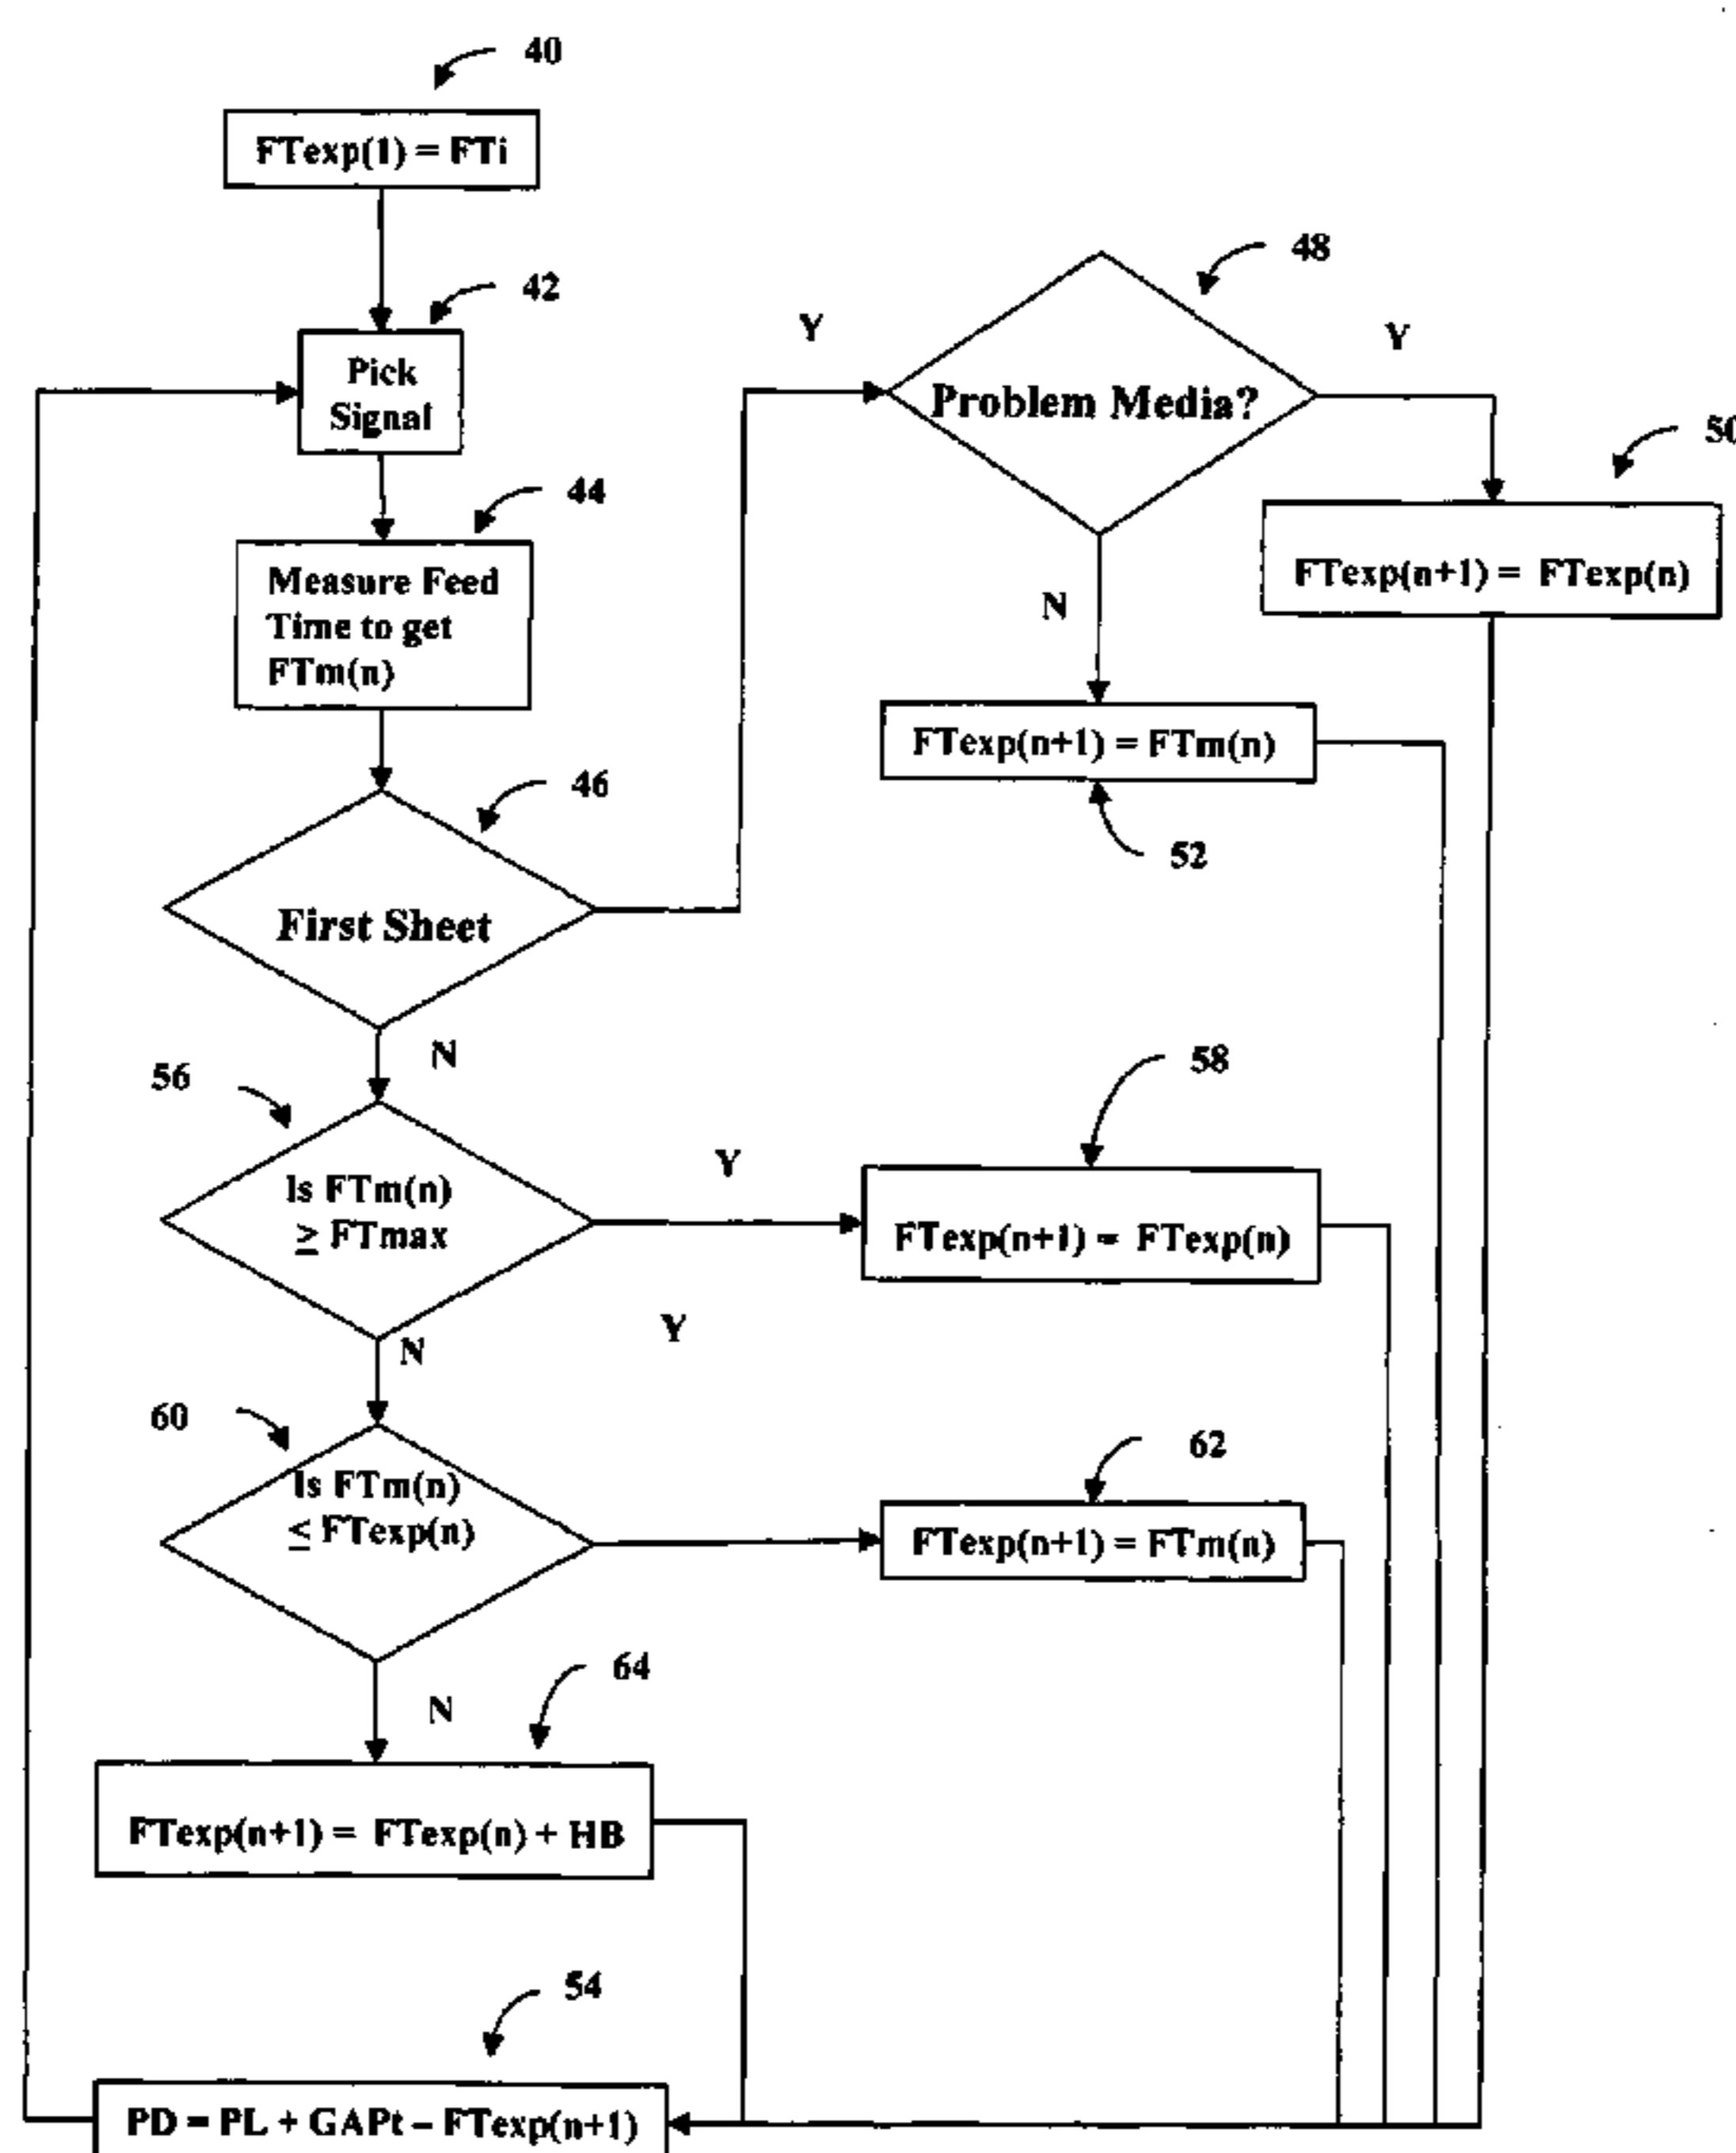 40
FTexp(1) = FTi
42
Pick
Signal
44
Measure Feed
Time to get
FTm(n)
46
First Sheet
Y
48
Problem Media?
Y
50
FTexp(n+1) = FTexp(n)
N
FTexp(n+1) = FTm(n)
52
N
56
Is FTm(n)
≥ FTmax
Y
58
FTexp(n+1) = FTexp(n)
N
Y
60
Is FTm(n)
≤ FTexp(n)
62
FTexp(n+1) = FTm(n)
N
64
FTexp(n+1) = FTexp(n) + HB
54
PD = PL + GAPt – FTexp(n+1)